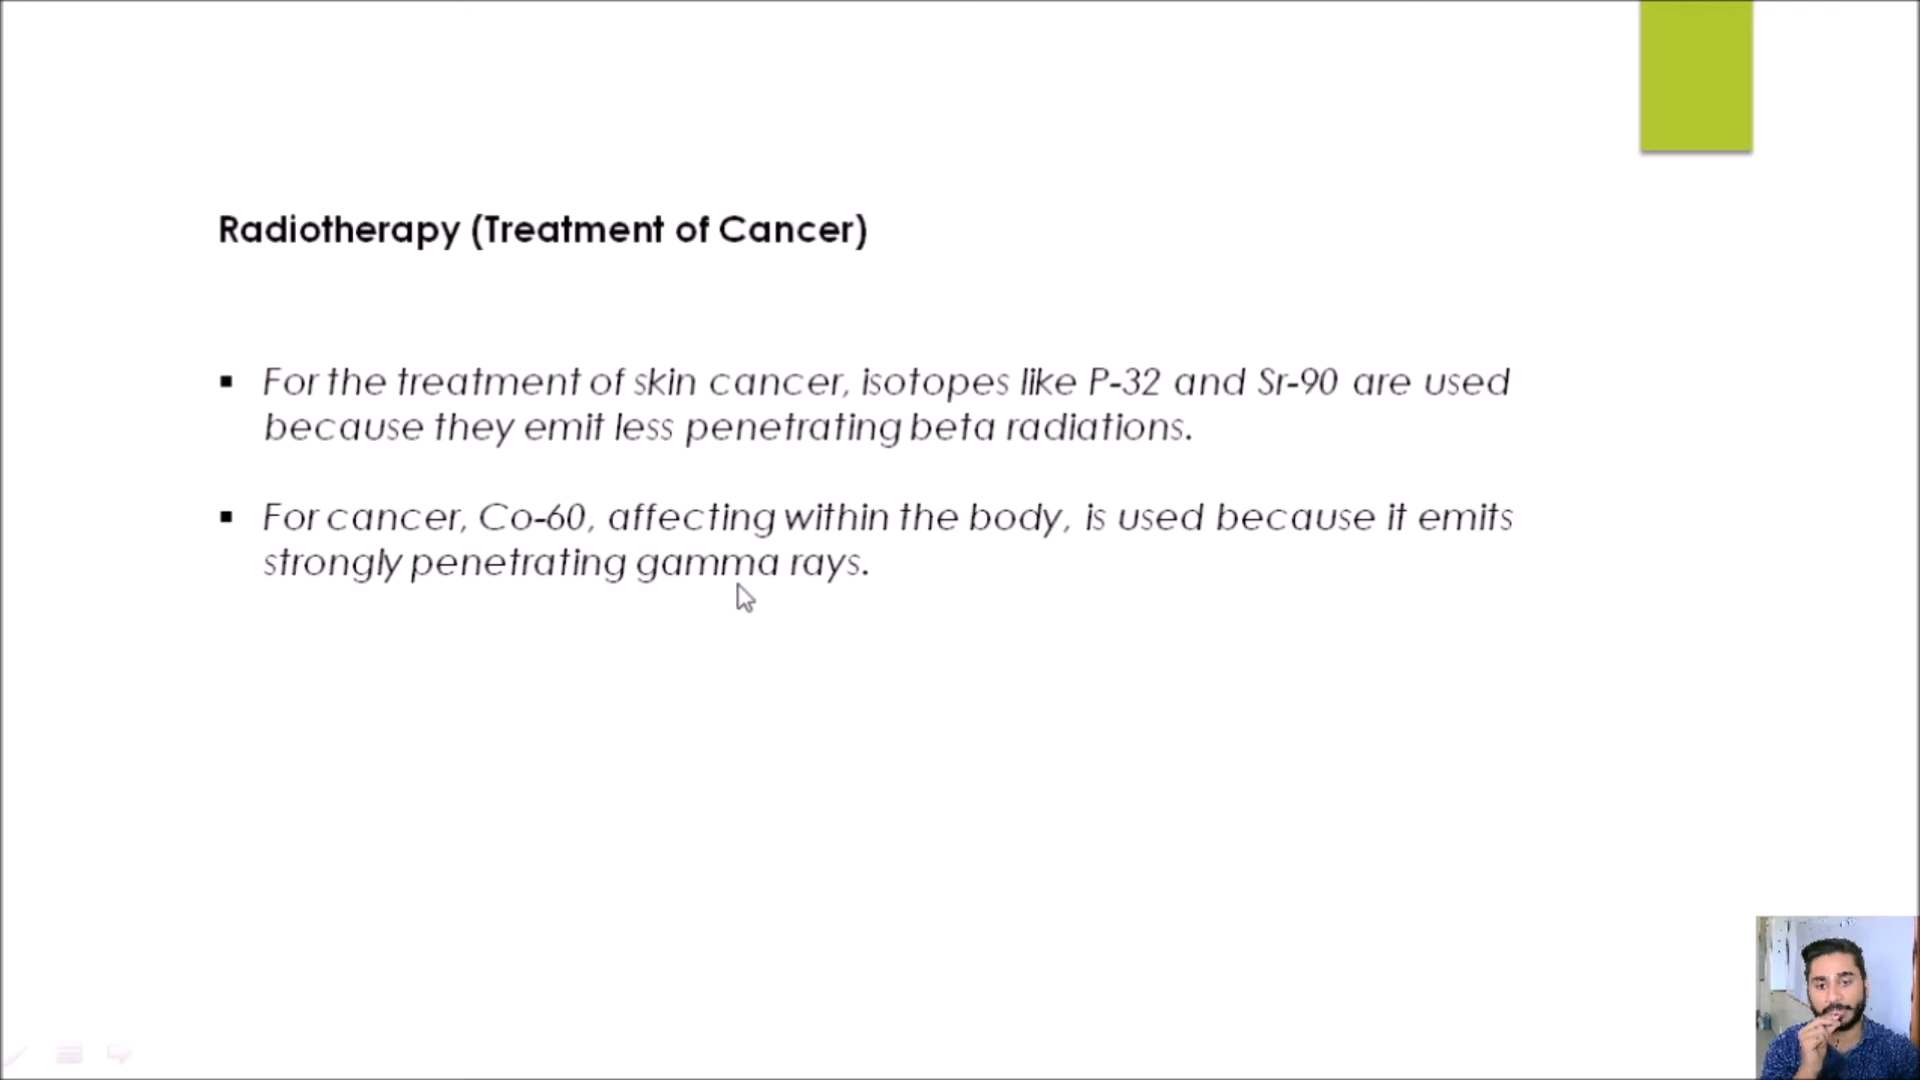 Radiotherapy (Treatment of Cancer)
▪ For the treatment of skin cancer, isotopes like P-32 and Sr-90 are used
because they emit less penetrating beta radiations.
▪ For cancer, Co-60, affecting within the body, is used because it emits
strongly penetrating gamma rays.